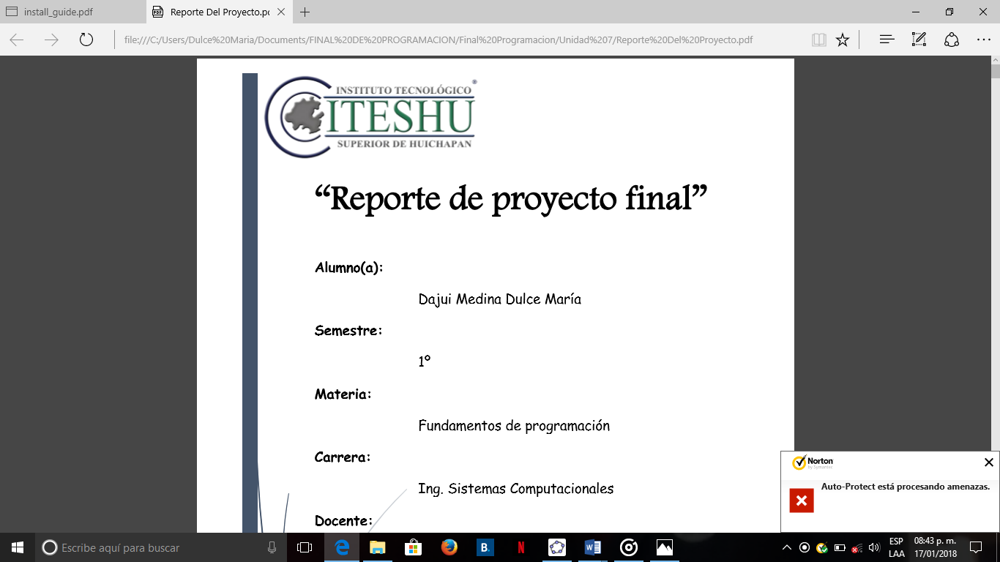 install_guide.pdf
Reporte Del Proyecto.pd
file:///C:/Users/Dulce%20Maria/Documents/FINAL%20DE%20PROGRAMACION/Final%20Programacion/Unidad%207/Reporte%20Del%20Proyecto.pdf
INSTITUTO TECNOLÓGICO ®
ITESHU
SUPERIOR DE HUICHAPAN
“Reporte de proyecto final”
Alumno(a):
Dajui Medina Dulce María
Semestre:
1°
Materia:
Fundamentos de programación
Carrera:
Ing. Sistemas Computacionales
Docente:
Norton
by Symantec
Auto-Protect está procesando amenazas.
Escribe aquí para buscar
B.
N
W
ESP
LAA
08:43 p. m.
17/01/2018